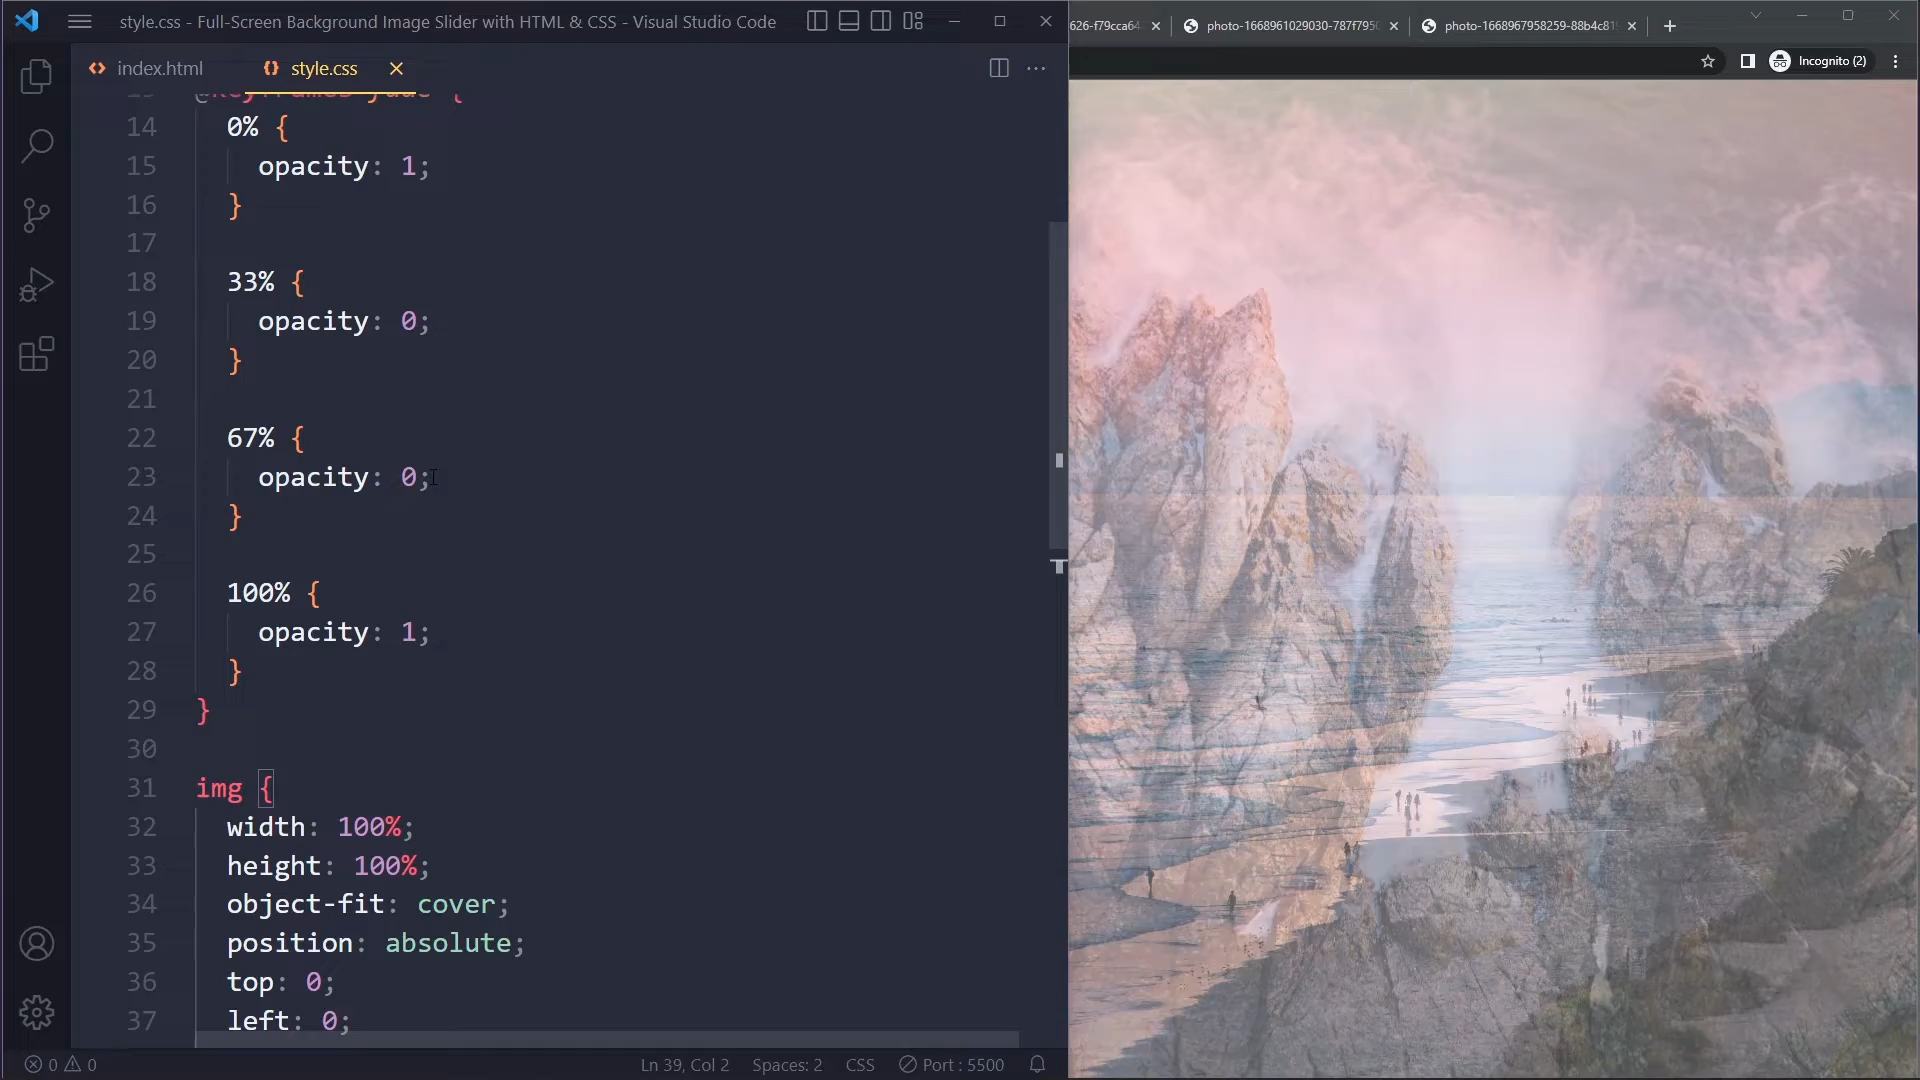 style.css - Full-Screen Background Image Slider with HTML & CSS - Visual Studio Code
626-f79cca64
photo-1668961029030-787f795
photo-1668967958259-88b4c81
index.html
style.css
Incognito (2)
14 0% {
15 opacity: 1;
16 }
17
18 33% {
19 opacity: 0;
20 }
21
22 67% {
23 opacity: 0;
24 }
25
26 100% {
27 opacity: 1;
28 }
29 }
30
31 img {
32 width: 100%;
33 height: 100%;
34 object-fit: cover;
35 position: absolute;
36 top: 0;
37 left: 0;
0 0
Ln 39, Col 2
Spaces: 2
CSS
Port : 5500